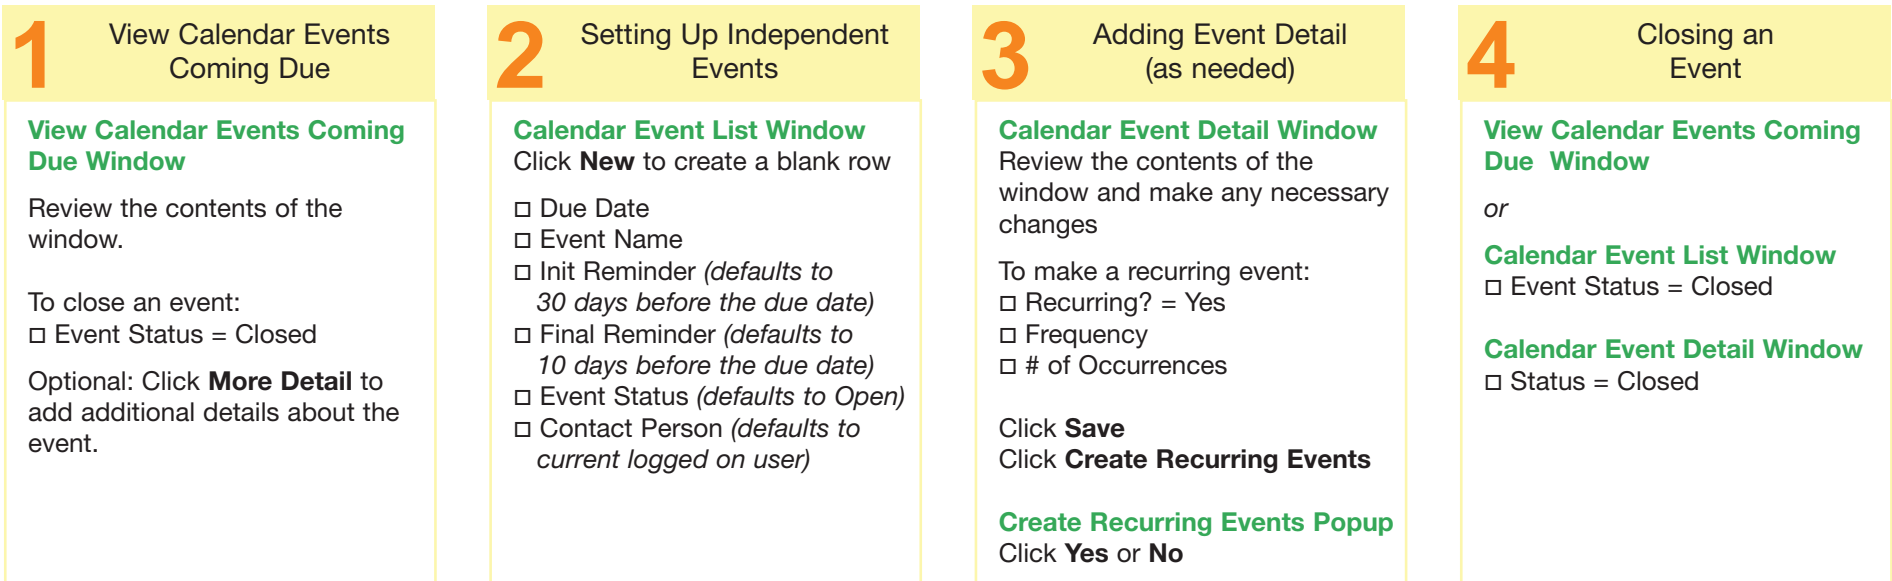 1
View Calendar Events
Coming Due
View Calendar Events Coming
Due Window
Review the contents of the
window.
To close an event:
□ Event Status = Closed
Optional: Click More Detail to
add additional details about the
event.
2
Setting Up Independent
Events
Calendar Event List Window
Click New to create a blank row
□ Due Date
□ Event Name
□ Init Reminder (defaults to
30 days before the due date)
□ Final Reminder (defaults to
10 days before the due date)
□ Event Status (defaults to Open)
□ Contact Person (defaults to
current logged on user)
3
Adding Event Detail
(as needed)
Calendar Event Detail Window
Review the contents of the
window and make any necessary
changes
To make a recurring event:
□ Recurring? = Yes
□ Frequency
□ # of Occurrences
Click Save
Click Create Recurring Events
Create Recurring Events Popup
Click Yes or No
4
Closing an
Event
View Calendar Events Coming
Due  Window
or
Calendar Event List Window
□ Event Status = Closed
Calendar Event Detail Window
□ Status = Closed